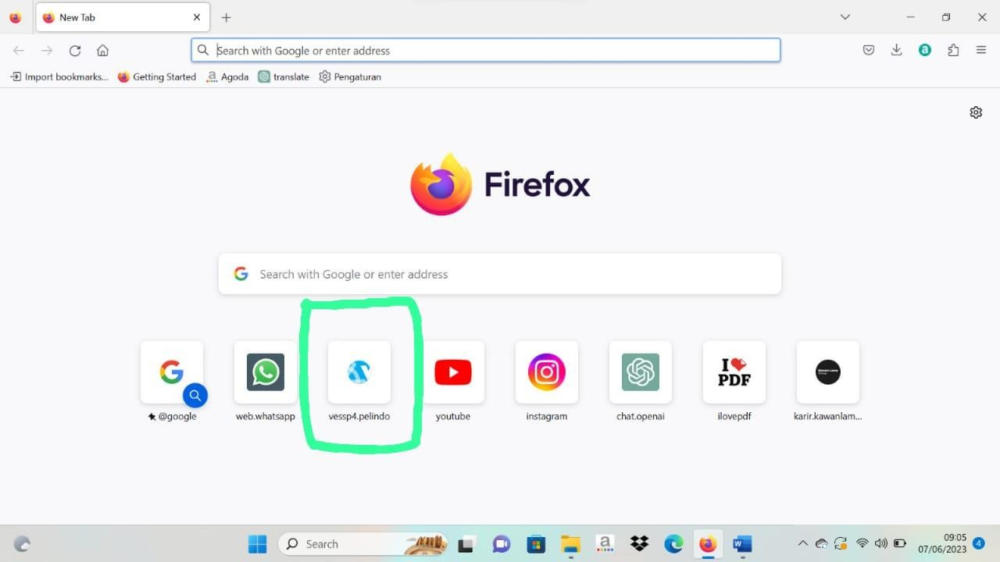 New Tab
Search with Google or enter address
Import bookmarks... Getting Started a Agoda translate Pengaturan
Firefox
Search with Google or enter address
I PDF
@google web.whatsapp vessp4.pelindo youtube instagram chat.openai ilovepdf karir.kawanlam...
Search
09:05
07/06/2023
4